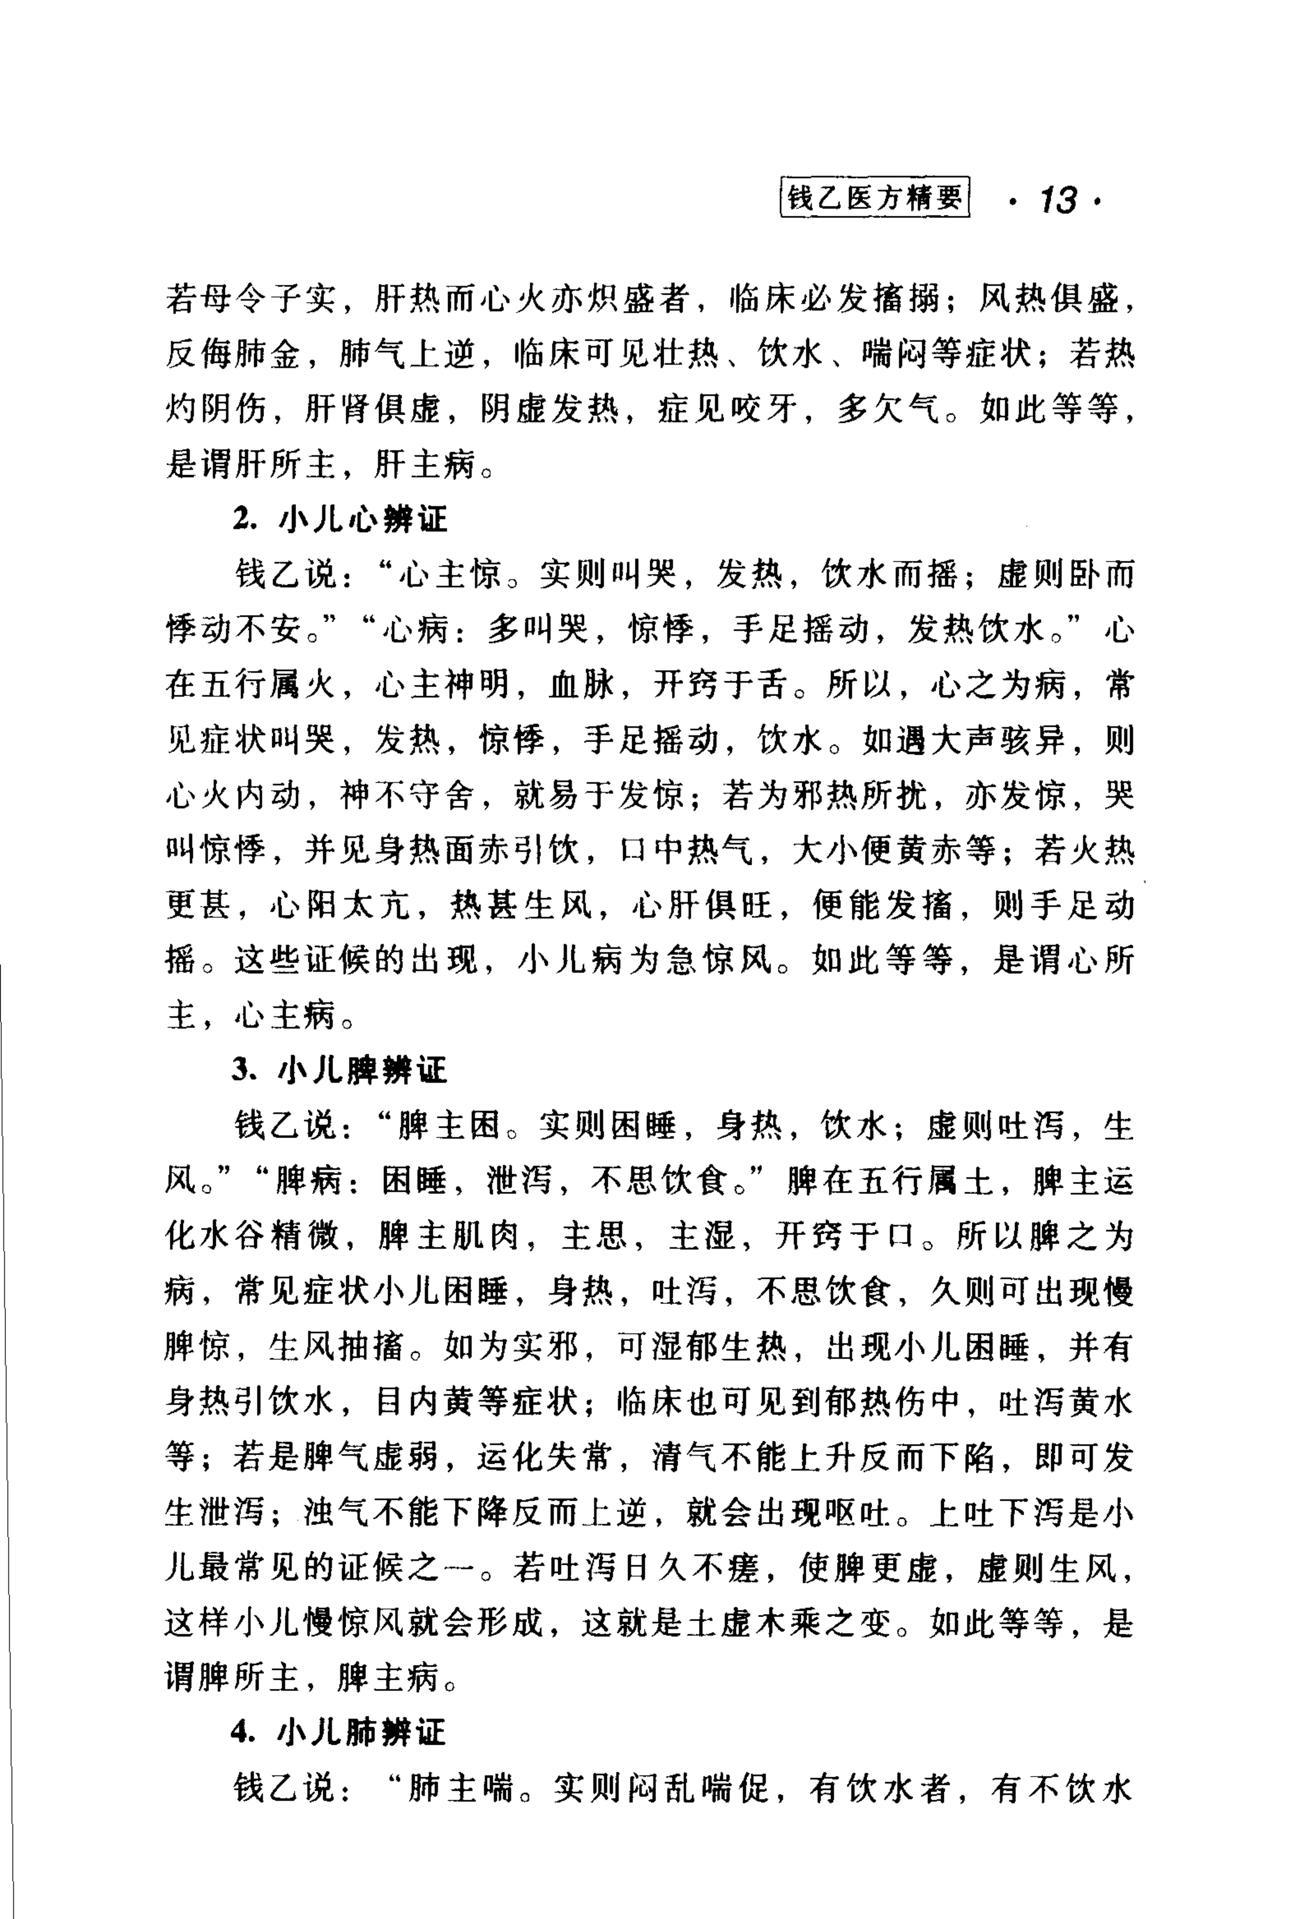 钱乙医方精要 · 13 ·
若母令子实，肝热而心火亦炽盛者，临床必发搐搦；风热俱盛，
反侮肺金，肺气上逆，临床可见壮热、饮水、喘闷等症状；若热
灼阴伤，肝肾俱虚，阴虚发热，症见咬牙，多欠气。如此等等，
是谓肝所主，肝主病。
2. 小儿心辨证
钱乙说：“心主惊。实则叫哭，发热，饮水而摇；虚则卧而
悸动不安。”“心病：多叫哭，惊悸，手足摇动，发热饮水。”心
在五行属火，心主神明，血脉，开窍于舌。所以，心之为病，常
见症状叫哭，发热，惊悸，手足摇动，饮水。如遇大声骇异，则
心火内动，神不守舍，就易于发惊；若为邪热所扰，亦发惊，哭
叫惊悸，并见身热面赤引饮，口中热气，大小便黄赤等；若火热
更甚，心阳太亢，热甚生风，心肝俱旺，便能发搐，则手足动
摇。这些证候的出现，小儿病为急惊风。如此等等，是谓心所
主，心主病。
3. 小儿脾辨证
钱乙说：“脾主困。实则困睡，身热，饮水；虚则吐泻，生
风。”“脾病：困睡，泄泻，不思饮食。”脾在五行属土，脾主运
化水谷精微，脾主肌肉，主思，主湿，开窍于口。所以脾之为
病，常见症状小儿困睡，身热，吐泻，不思饮食，久则可出现慢
脾惊，生风抽搐。如为实邪，可湿郁生热，出现小儿困睡，并有
身热引饮水，目内黄等症状；临床也可见到郁热伤中，吐泻黄水
等；若是脾气虚弱，运化失常，清气不能上升反而下陷，即可发
生泄泻；浊气不能下降反而上逆，就会出现呕吐。上吐下泻是小
儿最常见的证候之一。若吐泻日久不瘥，使脾更虚，虚则生风，
这样小儿慢惊风就会形成，这就是土虚木乘之变。如此等等，是
谓脾所主，脾主病。
4. 小儿肺辨证
钱乙说：“肺主喘。实则闷乱喘促，有饮水者，有不饮水